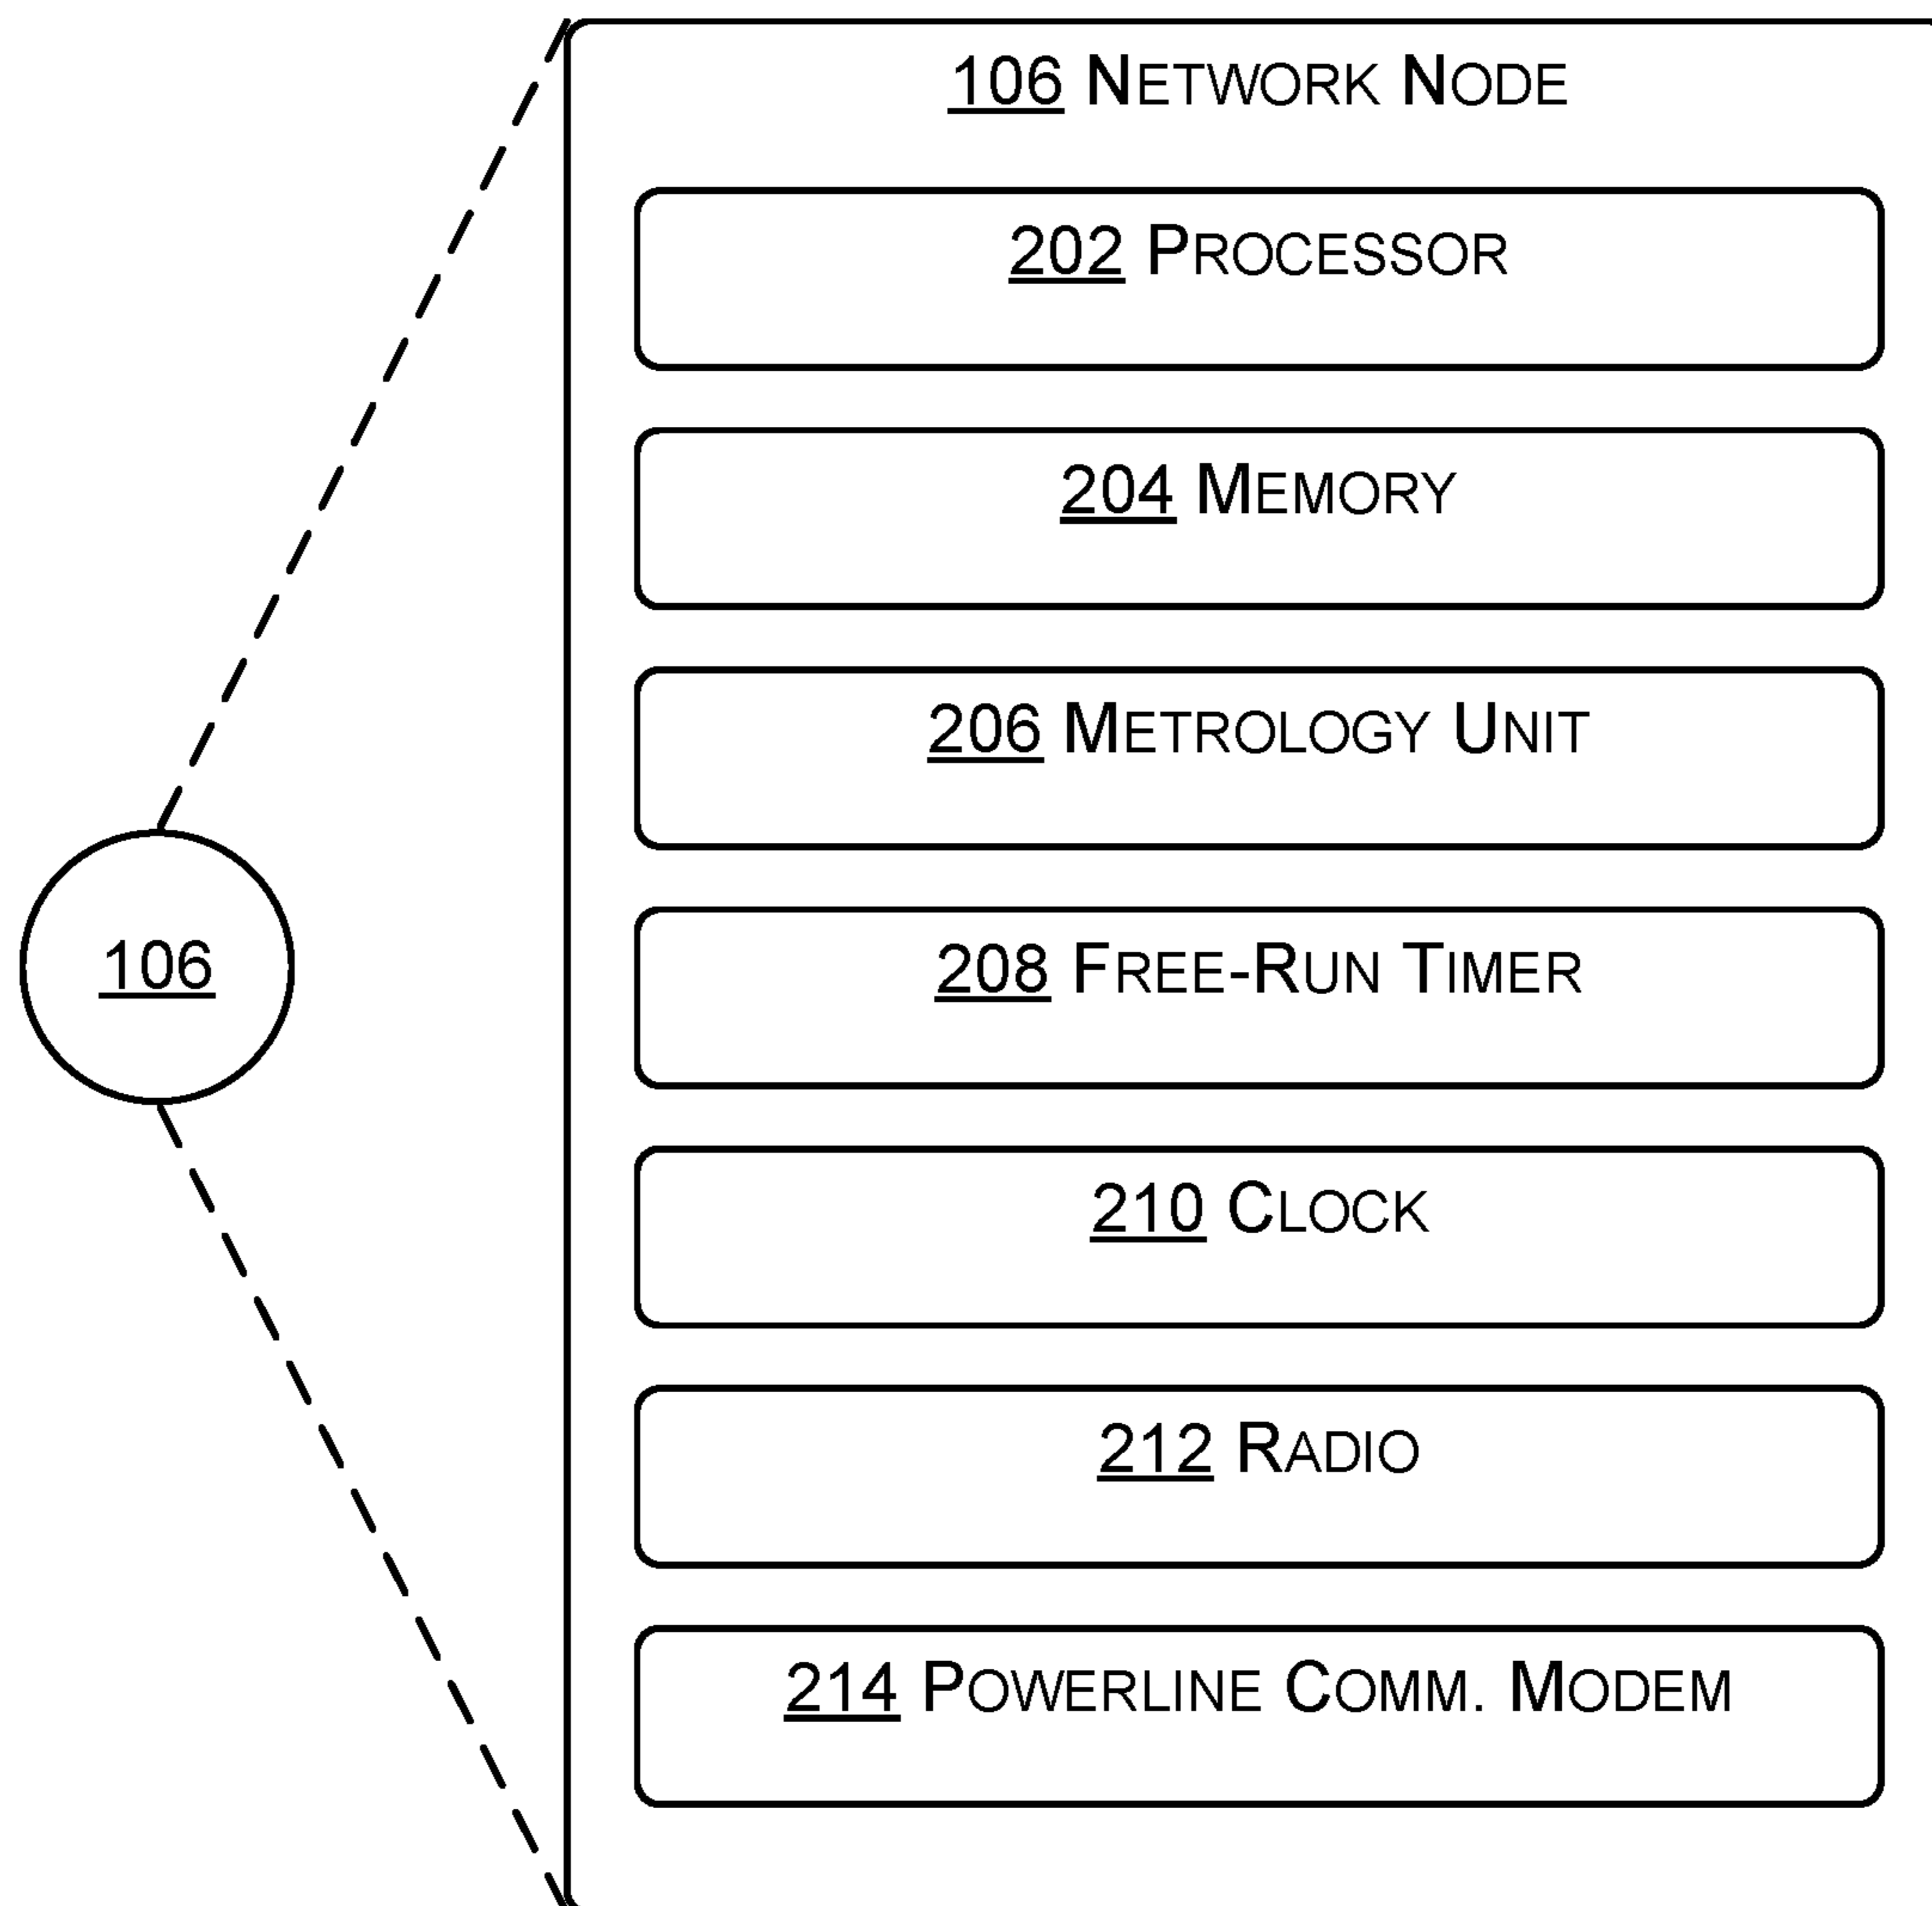 106 NETWORK NODE
202 PROCESSOR
204 MEMORY
206 METROLOGY UNIT
106
208 FREE-RUN TIMER
210 CLOCK
212 RADIO
214 POWERLINE COMM. MODEM